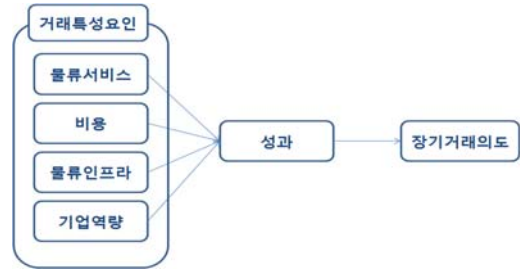 거래특성요인
물류서비스
비용
물류인프라
기업역량
성과
장기거래의도